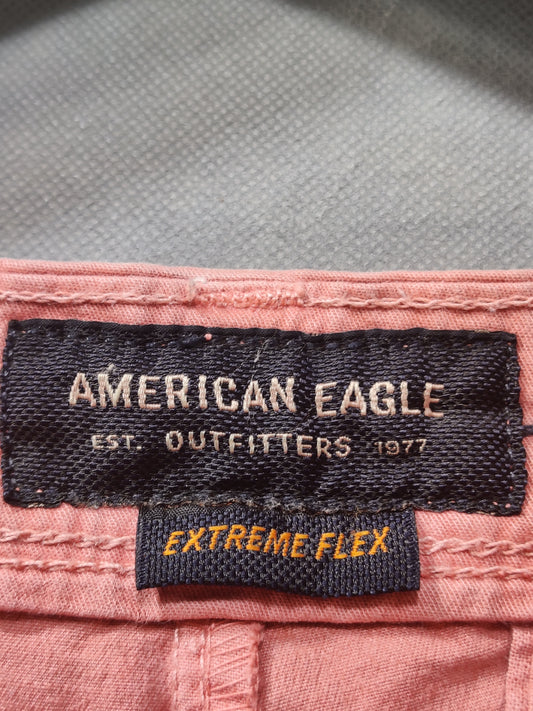 AMERICAN EAGLE
EST. OUTFITTERS 1977
EXTREME FLEX